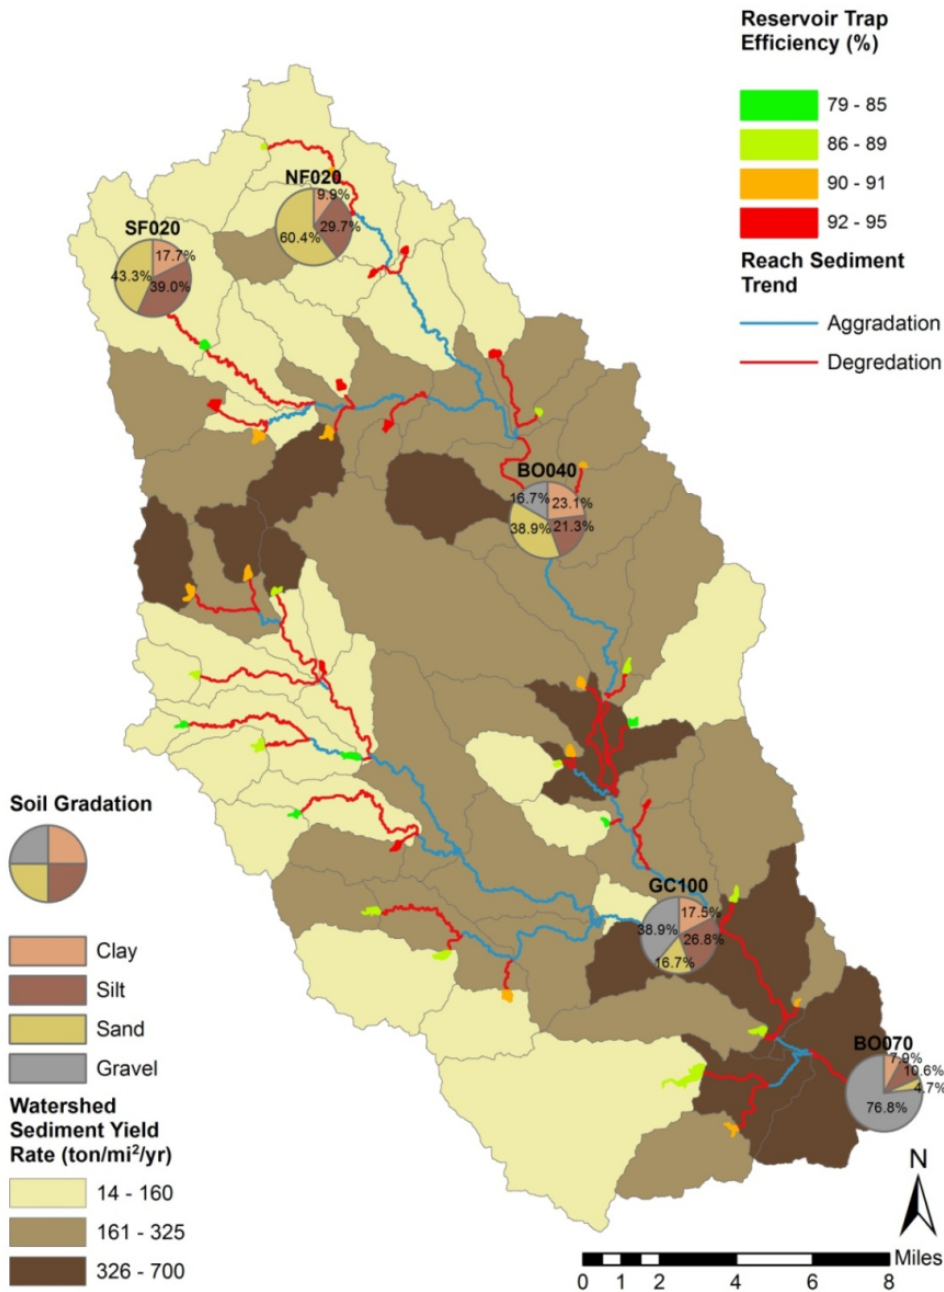 Reservoir Trap
Efficiency (%)
79 - 85
86 - 89
90 - 91
92 - 95
Reach Sediment
Trend
Aggradation
Degredation
NF020
9.9%
29.7%
60.4%
SF020
17.7%
43.3%
39.0%
BO040
16.7%
23.1%
38.9%
21.3%
GC100
17.5%
38.9%
26.8%
16.7%
BO070
7.9%
10.6%
4.7%
76.8%
Soil Gradation
Clay
Silt
Sand
Gravel
Watershed
Sediment Yield
Rate (ton/mi²/yr)
14 - 160
161 - 325
326 - 700
N
Miles
0 1 2 4 6 8